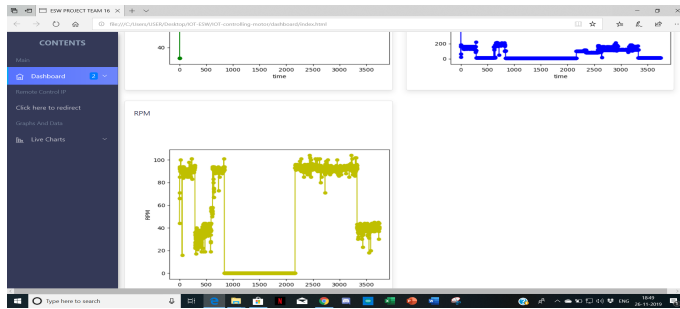 ESW PROJECT TEAM 16
file:///C:/Users/USER/Desktop/IOT-ESW/IOT-controlling-motor/dashboard/index.html
CONTENTS
Main
Dashboard 2
Remote Control IP
Click here to redirect
Graphs And Data
Live Charts
40
0 500 1000 1500 2000 2500 3000 3500
time
200
0
0 500 1000 1500 2000 2500 3000 3500
time
RPM
100
80
60
40
20
0
RPM
0 500 1000 1500 2000 2500 3000 3500
Type here to search
ENG
18:49
26-11-2019